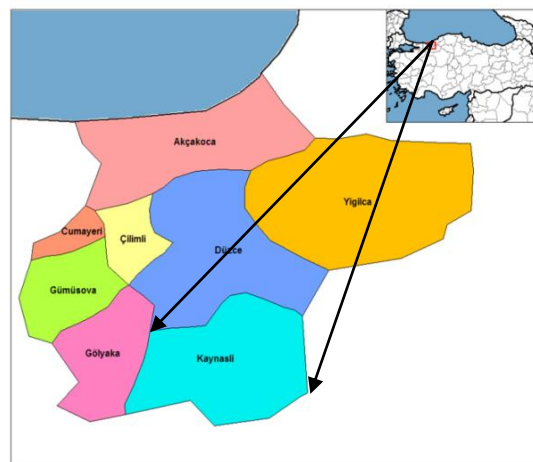 Akçakoca
Yigilca
Cumayeri
Çilimli
Düzce
Gümüsova
Gölyaka
Kaynasli